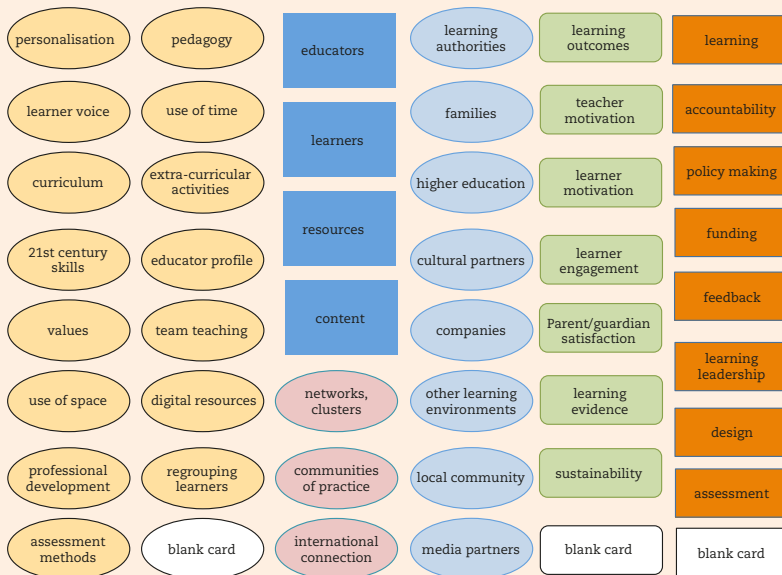 personalisation
pedagogy
educators
learning
authorities
learning
outcomes
learning
learner voice
use of time
learners
families
teacher
motivation
accountability
curriculum
extra-curricular
activities
resources
higher education
learner
motivation
policy making
21st century
skills
educator profile
content
cultural partners
learner
engagement
funding
values
team teaching
networks,
clusters
companies
Parent/guardian
satisfaction
feedback
use of space
digital resources
communities
of practice
other learning
environments
learning
evidence
learning
leadership
professional
development
regrouping
learners
international
connection
local community
sustainability
design
assessment
assessment
methods
blank card
media partners
blank card
blank card